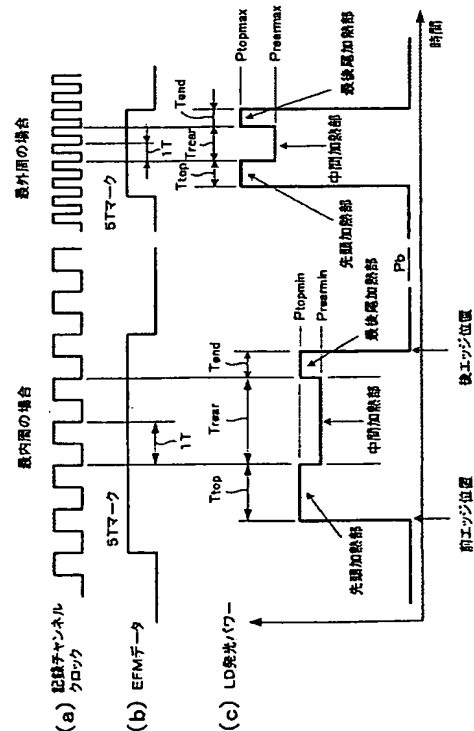 最内周の場合
最外周の場合
(a) 記録チャンネル
クロック
(b) EFMデータ
5Tマーク
5Tマーク
1T
1T
(c) LD発光パワー
Ttop
Trear
Tend
Ttop
Trear
Tend
Ptopmax
Prearmax
Ptopmin
Prearmin
Pb
先頭加熱部
中間加熱部
最後尾加熱部
先頭加熱部
中間加熱部
最後尾加熱部
前エッジ位置
後エッジ位置
時間